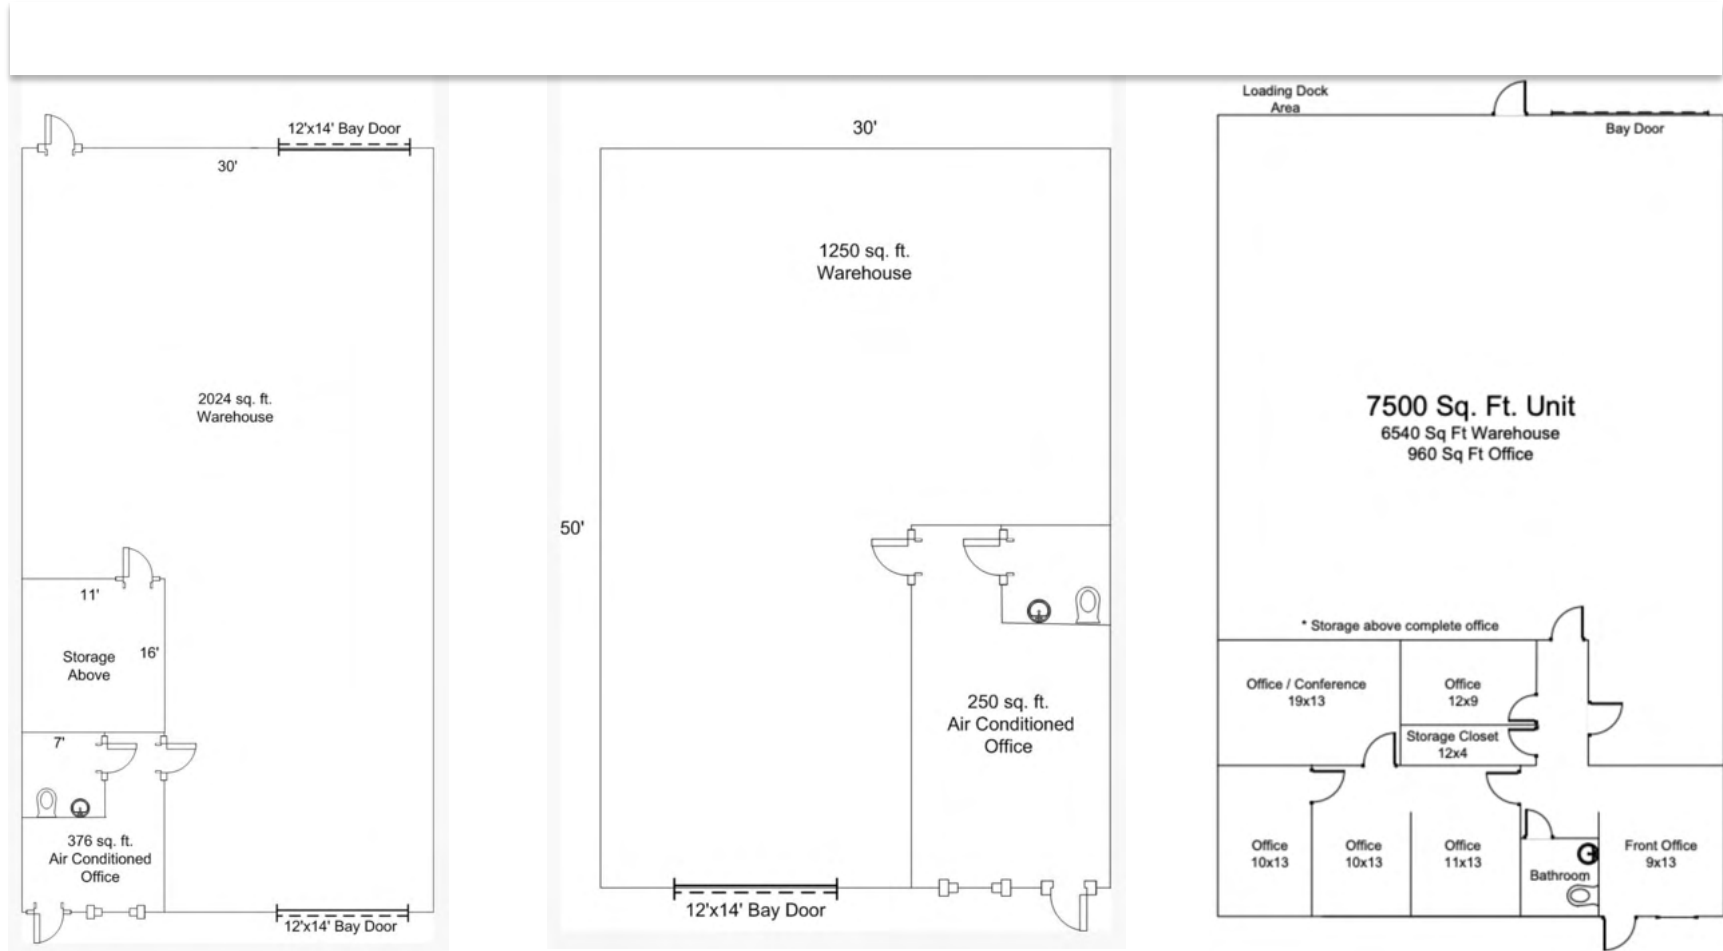 12'x14' Bay Door
30'
2024 sq. ft.
Warehouse
11'
Storage
Above
16'
7'
376 sq. ft.
Air Conditioned
Office
12'x14' Bay Door
30'
1250 sq. ft.
Warehouse
50'
250 sq. ft.
Air Conditioned
Office
12'x14' Bay Door
Loading Dock
Area
Bay Door
7500 Sq. Ft. Unit
6540 Sq Ft Warehouse
960 Sq Ft Office
* Storage above complete office
Office / Conference
19x13
Office
12x9
Storage Closet
12x4
Office
10x13
Office
10x13
Office
11x13
Bathroom
Front Office
9x13